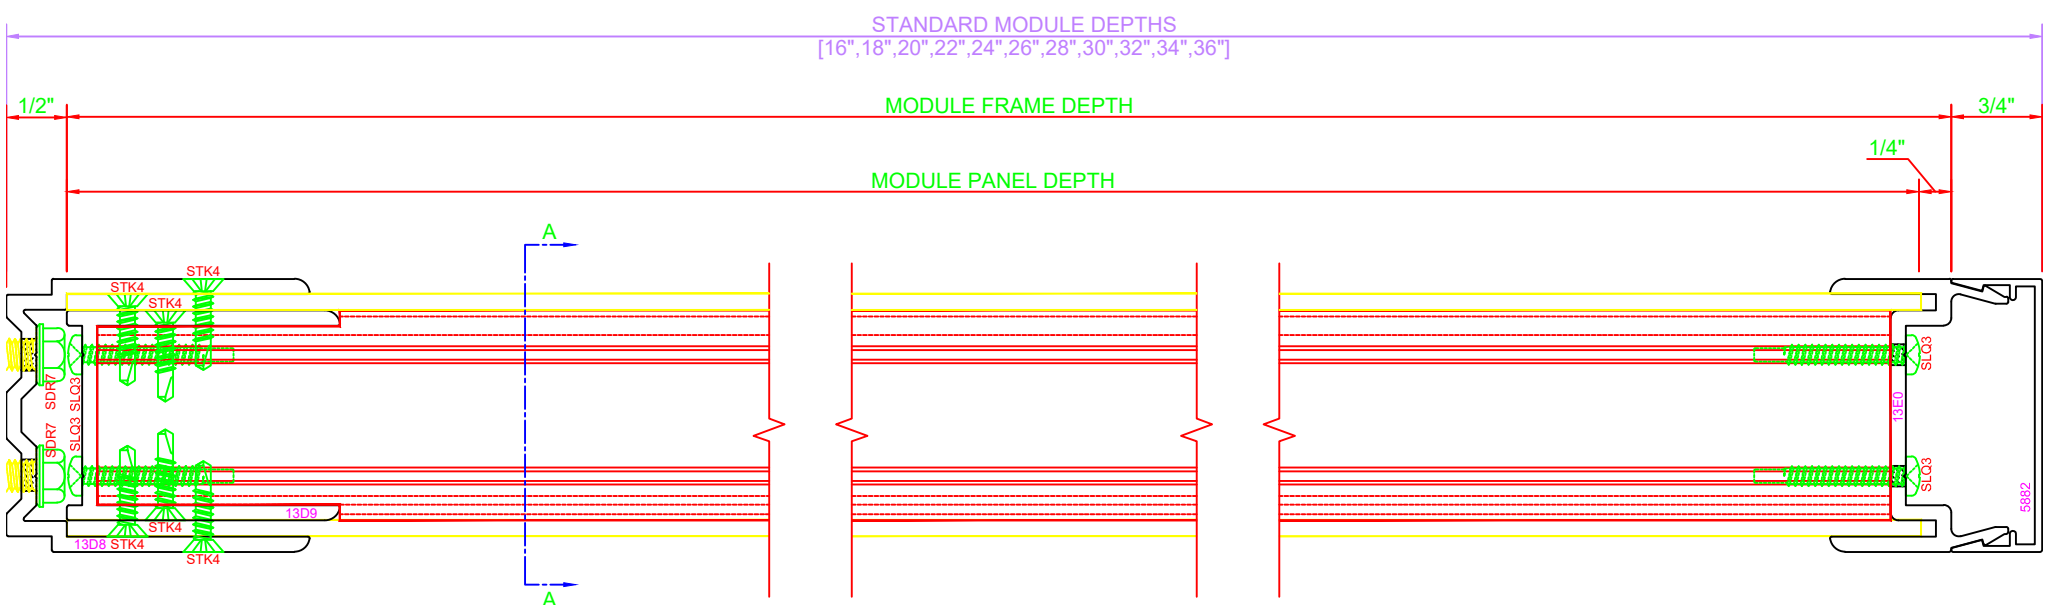 STANDARD MODULE DEPTHS
[16",18",20",22",24",26",28",30",32",34",36"]
1/2"
MODULE FRAME DEPTH
3/4"
1/4"
MODULE PANEL DEPTH
A
STK4
STK4
STK4
SDR7
SLQ3
SLQ3
13E0
SDR7
SLQ3
SLQ3
5882
13D9
STK4
13D8
STK4
STK4
A